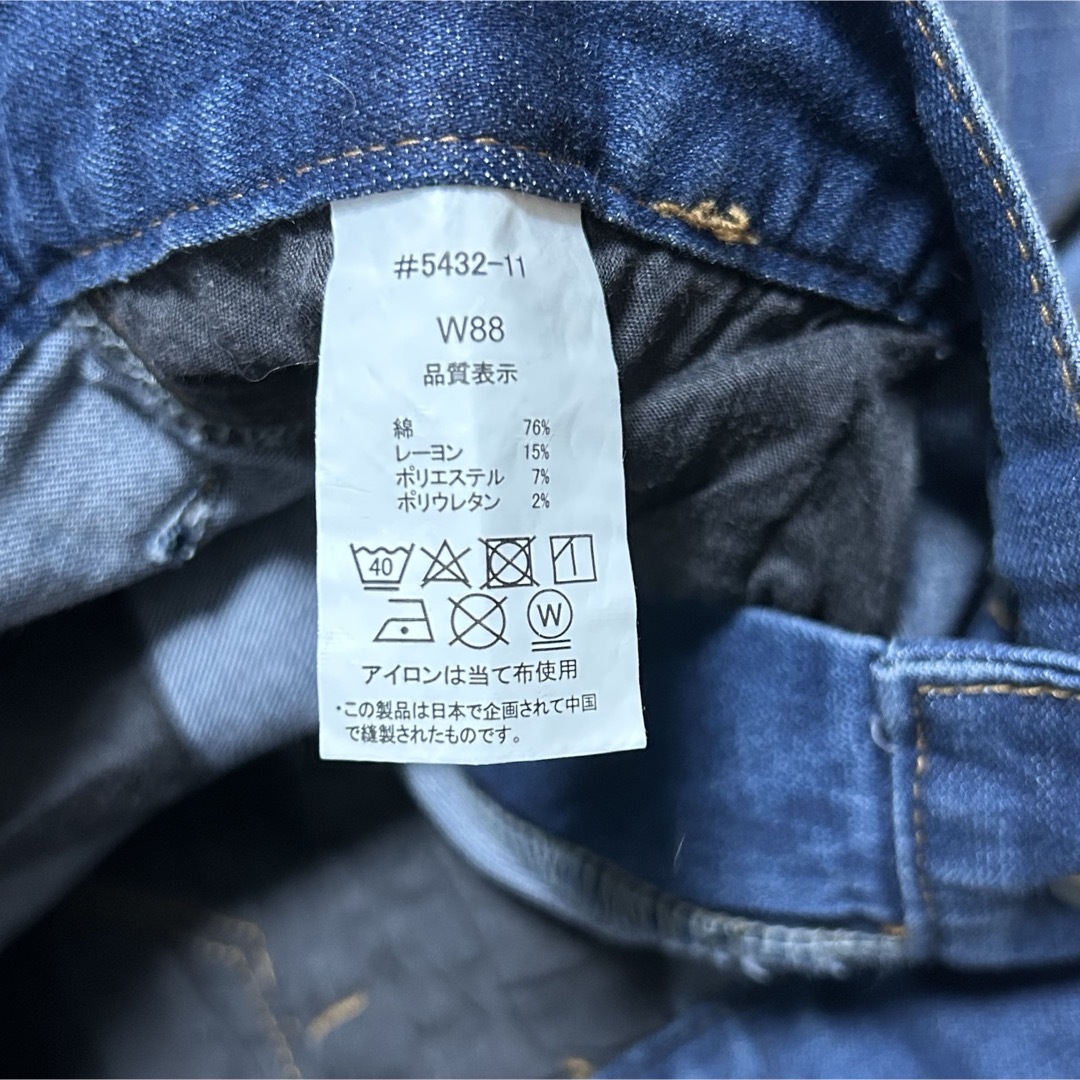 #5432-11
W88
品質表示
綿 76%
レーヨン 15%
ポリエステル 7%
ポリウレタン 2%
40
W
アイロンは当て布使用
・この製品は日本で企画されて中国
で縫製されたものです。